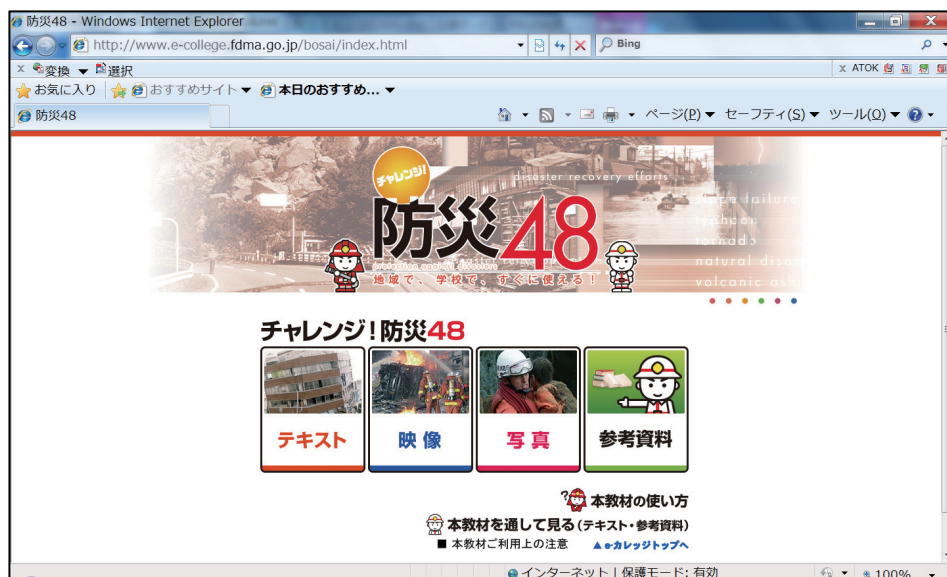 防災48 - Windows Internet Explorer
http://www.e-college.fdma.go.jp/bosai/index.html
Bing
x 変換 ▼ 選択
x ATOK
お気に入り おすすめサイト ▼ 本日のおすすめ... ▼
防災48
ページ(P) ▼ セーフティ(S) ▼ ツール(O) ▼
チャレンジ!
disaster recovery efforts
防災48
slope failure
typhoon
tornado
natural disa
volcanic ash
protection against disasters
地域で、学校で、すぐに使える!
チャレンジ!防災48
テキスト
映像
写真
参考資料
? 本教材の使い方
本教材を通して見る(テキスト・参考資料)
■ 本教材ご利用上の注意 ▲ e-カレッジトップへ
インターネット | 保護モード: 有効
100%